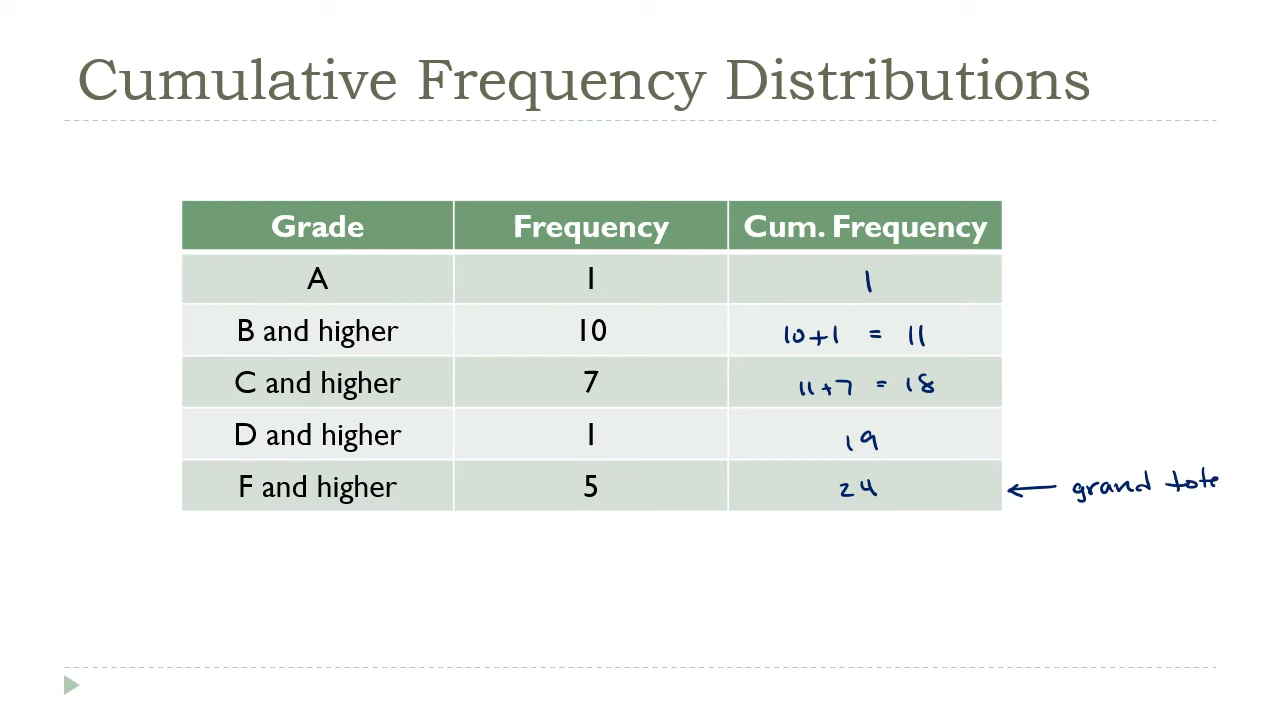 Cumulative Frequency Distributions
Grade Frequency Cum. Frequency
A 1 1
B and higher 10 10+1 = 11
C and higher 7 11+7 = 18
D and higher 1 19
F and higher 5 24 ← grand tote